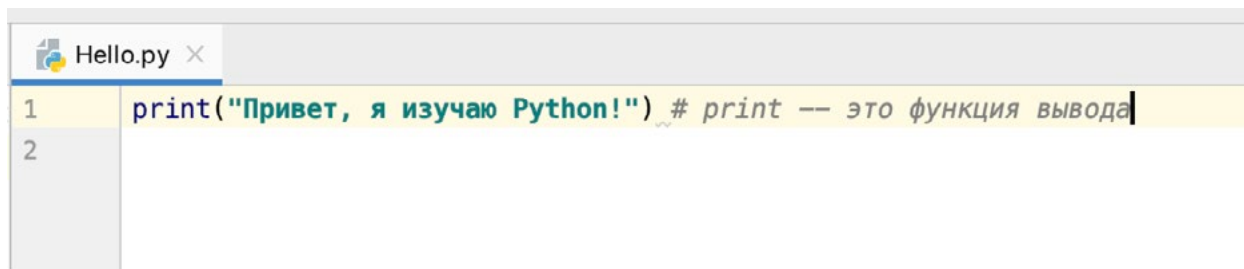 Hello.py
1 print("Привет, я изучаю Python!") # print -- это функция вывода
2